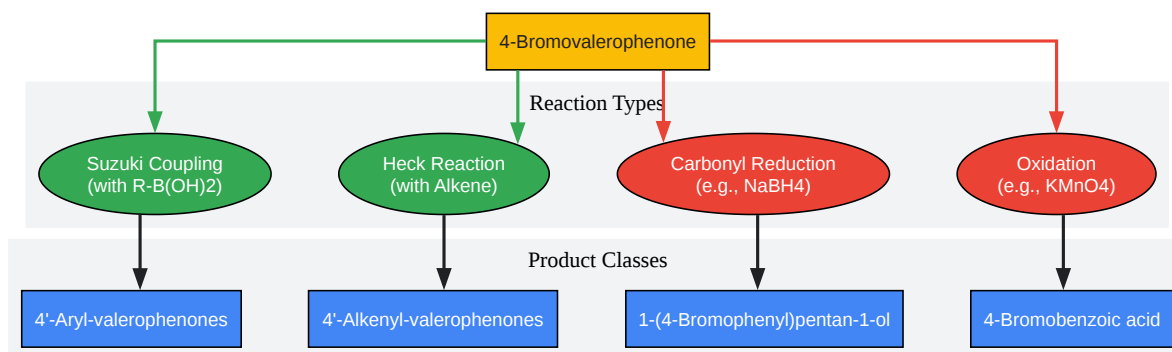 4-Bromovalerophenone
Reaction Types
Suzuki Coupling
(with R-B(OH)2)
Heck Reaction
(with Alkene)
Carbonyl Reduction
(e.g., NaBH4)
Oxidation
(e.g., KMnO4)
Product Classes
4'-Aryl-valerophenones
4'-Alkenyl-valerophenones
1-(4-Bromophenyl)pentan-1-ol
4-Bromobenzoic acid